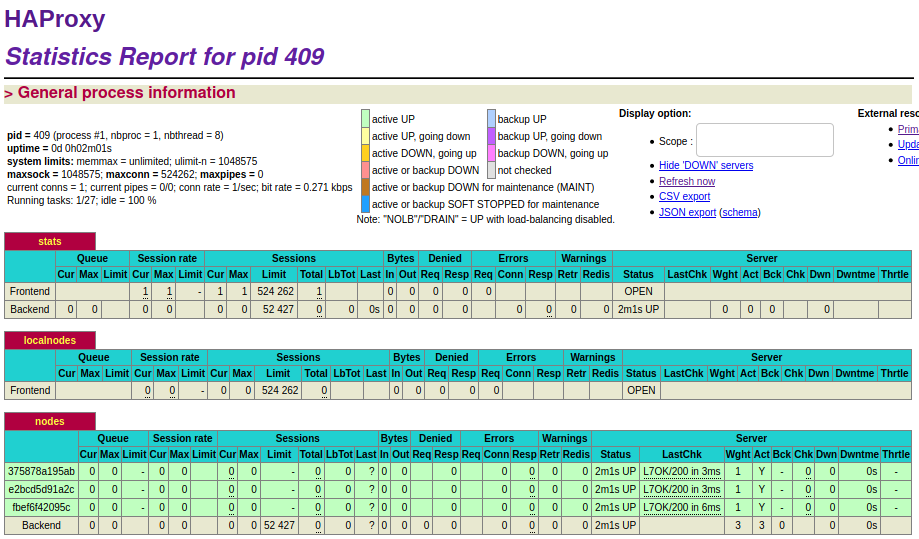 HAProxy
Statistics Report for pid 409
> General process information
pid = 409 (process #1, nbproc = 1, nbthread = 8)
uptime = 0d 0h02m01s
system limits: memmax = unlimited; ulimit-n = 1048575
maxsock = 1048575; maxconn = 524262; maxpipes = 0
current conns = 1; current pipes = 0/0; conn rate = 1/sec; bit rate = 0.271 kbps
Running tasks: 1/27; idle = 100 %
active UP backup UP
active UP, going down backup UP, going down
active DOWN, going up backup DOWN, going up
active or backup DOWN not checked
active or backup DOWN for maintenance (MAINT)
active or backup SOFT STOPPED for maintenance
Note: "NOLB"/"DRAIN" = UP with load-balancing disabled.
Display option:
• Scope :
• Hide 'DOWN' servers
• Refresh now
• CSV export
• JSON export (schema)
External reso
• Prim
• Upda
• Onlin
stats
Queue Session rate Sessions Bytes Denied Errors Warnings Server
Cur Max Limit Cur Max Limit Cur Max Limit Total LbTot Last In Out Req Resp Req Conn Resp Retr Redis Status LastChk Wght Act Bck Chk Dwn Dwntme Thrtle
Frontend 1 1 - 1 1 524 262 1 0 0 0 0 0 OPEN
Backend 0 0 0 0 0 0 52 427 0 0 0s 0 0 0 0 0 0 0 0 2m1s UP 0 0 0 0
localnodes
Queue Session rate Sessions Bytes Denied Errors Warnings Server
Cur Max Limit Cur Max Limit Cur Max Limit Total LbTot Last In Out Req Resp Req Conn Resp Retr Redis Status LastChk Wght Act Bck Chk Dwn Dwntme Thrtle
Frontend 0 0 - 0 0 524 262 0 0 0 0 0 0 OPEN
nodes
Queue Session rate Sessions Bytes Denied Errors Warnings Server
Cur Max Limit Cur Max Limit Cur Max Limit Total LbTot Last In Out Req Resp Req Conn Resp Retr Redis Status LastChk Wght Act Bck Chk Dwn Dwntme Thrtle
375878a195ab 0 0 - 0 0 0 0 - 0 0 ? 0 0 0 0 0 0 0 2m1s UP L7OK/200 in 3ms 1 Y - 0 0 0s -
e2bcd5d91a2c 0 0 - 0 0 0 0 - 0 0 ? 0 0 0 0 0 0 0 2m1s UP L7OK/200 in 3ms 1 Y - 0 0 0s -
fbef6f42095c 0 0 - 0 0 0 0 - 0 0 ? 0 0 0 0 0 0 0 2m1s UP L7OK/200 in 6ms 1 Y - 0 0 0s -
Backend 0 0 0 0 0 0 52 427 0 0 ? 0 0 0 0 0 0 0 0 2m1s UP 3 3 0 0 0s